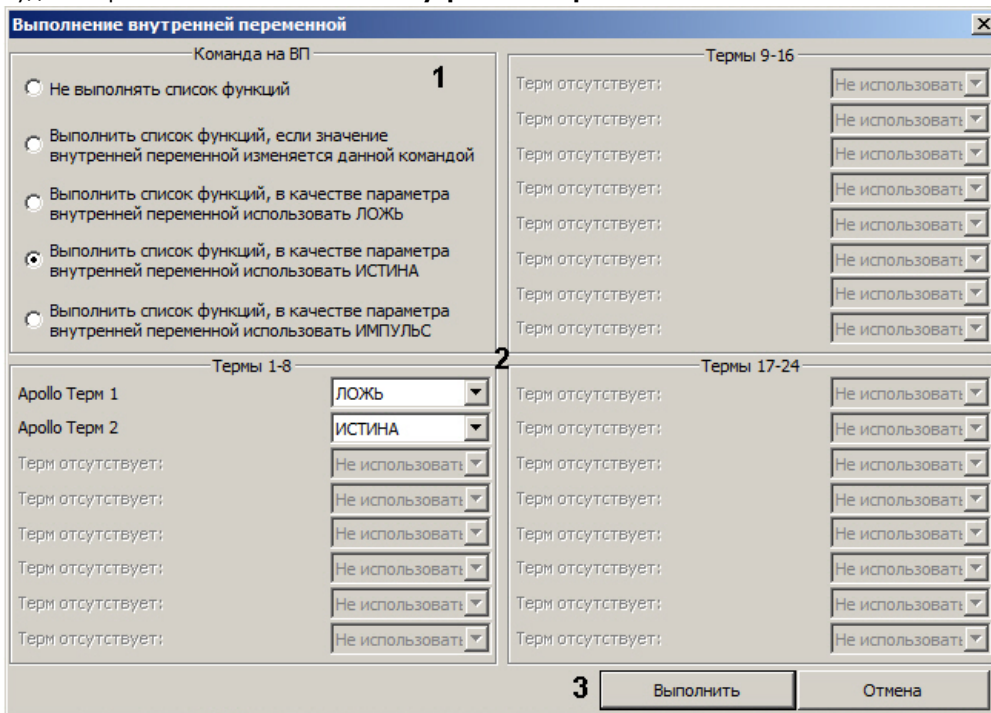 Выполнение внутренней переменной
Команда на ВП
1
Не выполнять список функций
Выполнить список функций, если значение
внутренней переменной изменяется данной командой
Выполнить список функций, в качестве параметра
внутренней переменной использовать ЛОЖЬ
Выполнить список функций, в качестве параметра
внутренней переменной использовать ИСТИНА
Выполнить список функций, в качестве параметра
внутренней переменной использовать ИМПУЛЬС
Термы 9-16
Терм отсутствует: Не использовать
Терм отсутствует: Не использовать
Терм отсутствует: Не использовать
Терм отсутствует: Не использовать
Терм отсутствует: Не использовать
Терм отсутствует: Не использовать
Терм отсутствует: Не использовать
Терм отсутствует: Не использовать
2
Термы 1-8
Apollo Терм 1 ЛОЖЬ
Apollo Терм 2 ИСТИНА
Терм отсутствует: Не использовать
Терм отсутствует: Не использовать
Терм отсутствует: Не использовать
Терм отсутствует: Не использовать
Терм отсутствует: Не использовать
Терм отсутствует: Не использовать
Термы 17-24
Терм отсутствует: Не использовать
Терм отсутствует: Не использовать
Терм отсутствует: Не использовать
Терм отсутствует: Не использовать
Терм отсутствует: Не использовать
Терм отсутствует: Не использовать
Терм отсутствует: Не использовать
Терм отсутствует: Не использовать
3
Выполнить
Отмена